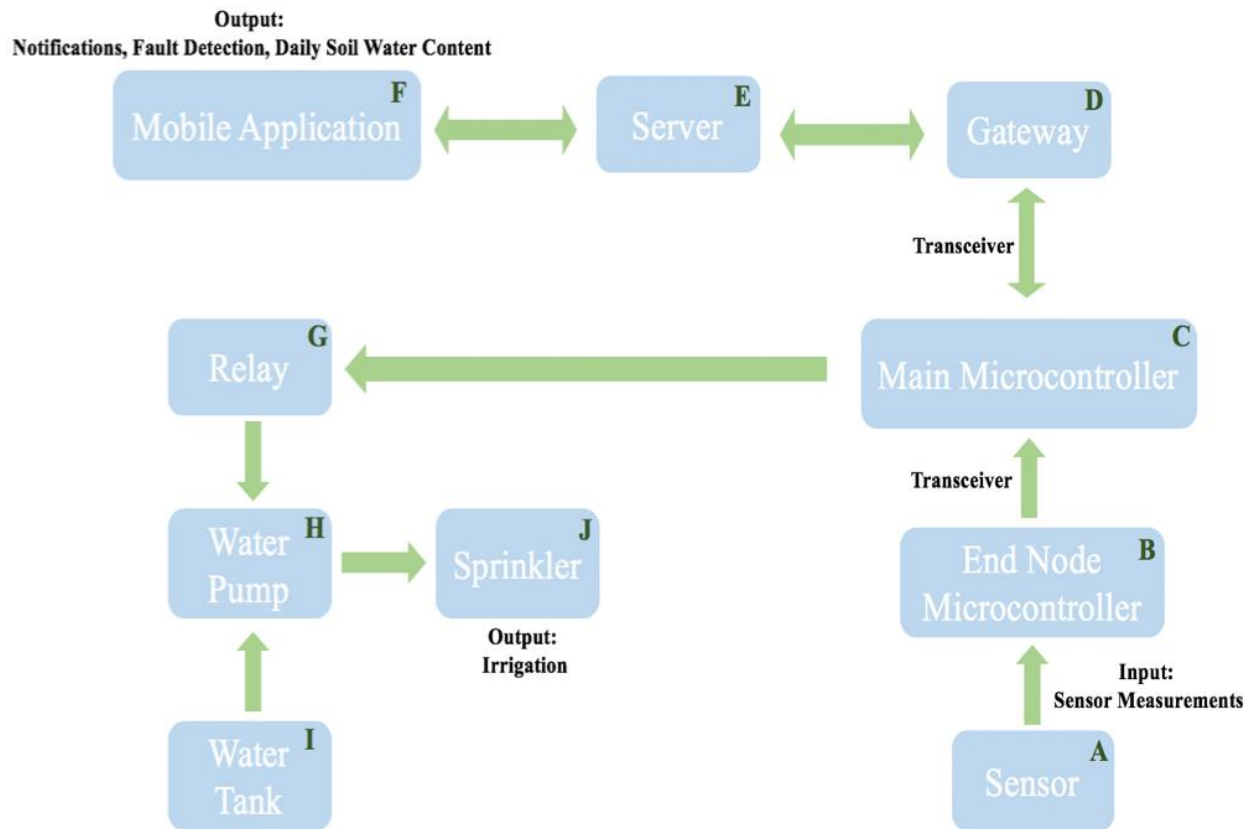 Output:
Notifications, Fault Detection, Daily Soil Water Content
F
Mobile Application
E
Server
D
Gateway
Transceiver
G
Relay
C
Main Microcontroller
Transceiver
H
Water
Pump
J
Sprinkler
B
End Node
Microcontroller
Output:
Irrigation
Input:
Sensor Measurements
I
Water
Tank
A
Sensor